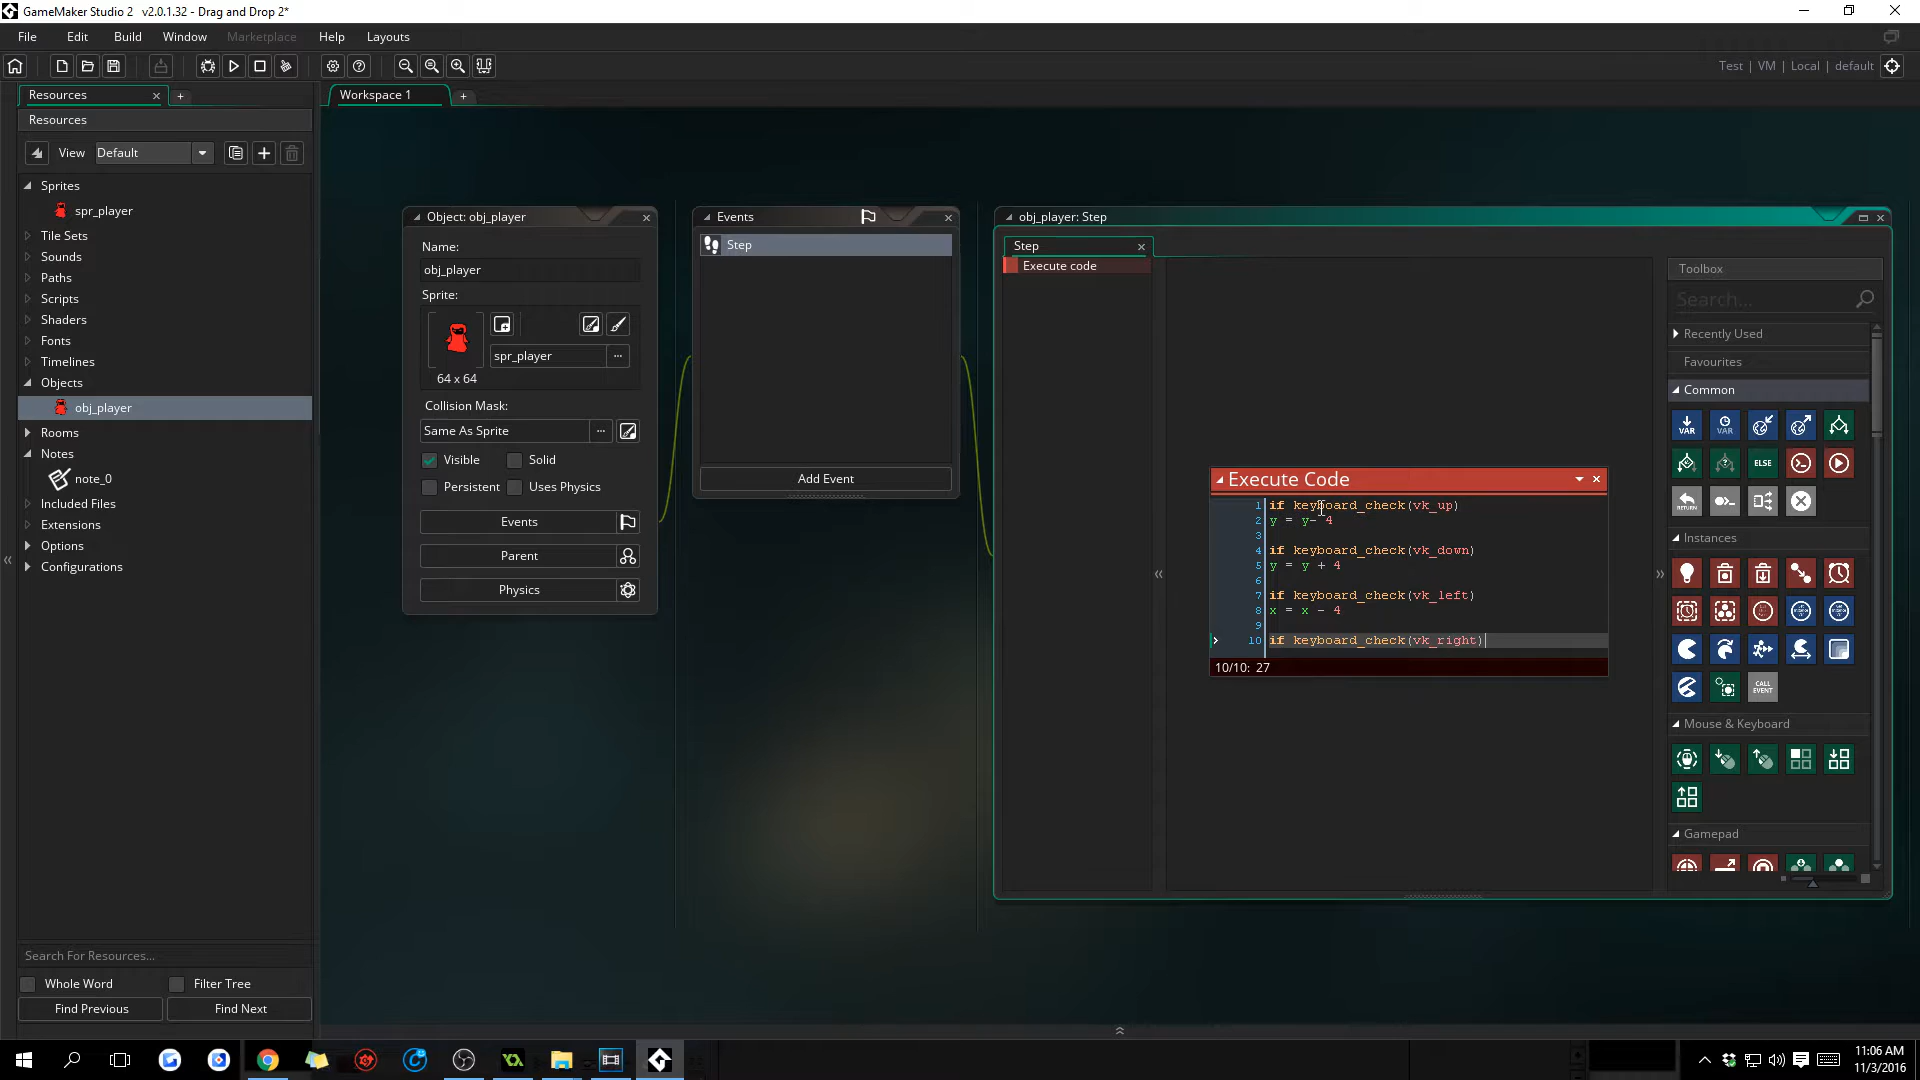 GameMaker Studio 2 v2.0.1.32 - Drag and Drop 2*
File Edit Build Window Marketplace Help Layouts
Test | VM | Local | default
Resources
Resources
View Default
Sprites
spr_player
Tile Sets
Sounds
Paths
Scripts
Shaders
Fonts
Timelines
Objects
obj_player
Rooms
Notes
note_0
Included Files
Extensions
Options
Configurations
Search For Resources...
Whole Word Filter Tree
Find Previous Find Next
Workspace 1
Object: obj_player
Name:
obj_player
Sprite:
spr_player
64 x 64
Collision Mask:
Same As Sprite
Visible Solid
Persistent Uses Physics
Events
Parent
Physics
Events
Step
Add Event
obj_player: Step
Step
Execute code
Execute Code
1 if keyboard_check(vk_up)
2 y = y- 4
3
4 if keyboard_check(vk_down)
5 y = y + 4
6
7 if keyboard_check(vk_left)
8 x = x - 4
9
10 if keyboard_check(vk_right)
10/10: 27
Toolbox
Search...
Recently Used
Favourites
Common
VAR VAR
ELSE
RETURN
Instances
CALL EVENT
Mouse & Keyboard
Gamepad
11:06 AM
11/3/2016